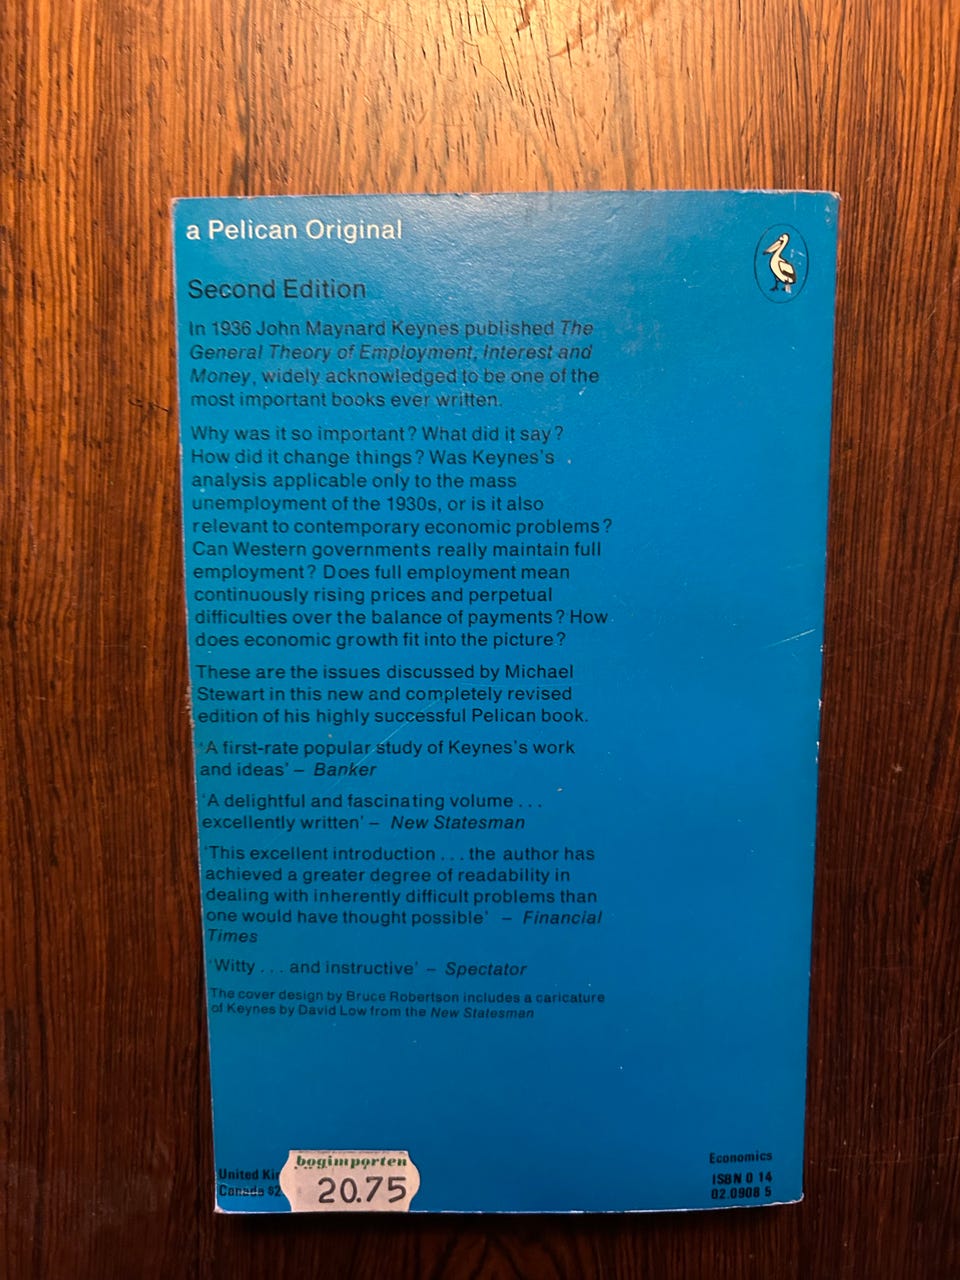 a Pelican Original
Second Edition
In 1936 John Maynard Keynes published The
General Theory of Employment, Interest and
Money, widely acknowledged to be one of the
most important books ever written.
Why was it so important? What did it say?
How did it change things? Was Keynes's
analysis applicable only to the mass
unemployment of the 1930s, or is it also
relevant to contemporary economic problems?
Can Western governments really maintain full
employment? Does full employment mean
continuously rising prices and perpetual
difficulties over the balance of payments? How
does economic growth fit into the picture?
These are the issues discussed by Michael
Stewart in this new and completely revised
edition of his highly successful Pelican book.
'A first-rate popular study of Keynes's work
and ideas' – Banker
'A delightful and fascinating volume . . .
excellently written' – New Statesman
'This excellent introduction . . . the author has
achieved a greater degree of readability in
dealing with inherently difficult problems than
one would have thought possible' – Financial
Times
'Witty . . . and instructive' – Spectator
The cover design by Bruce Robertson includes a caricature
of Keynes by David Low from the New Statesman
United Kin
Canada $2
bogimporten
20.75
Economics
ISBN 0 14
02.0908 5